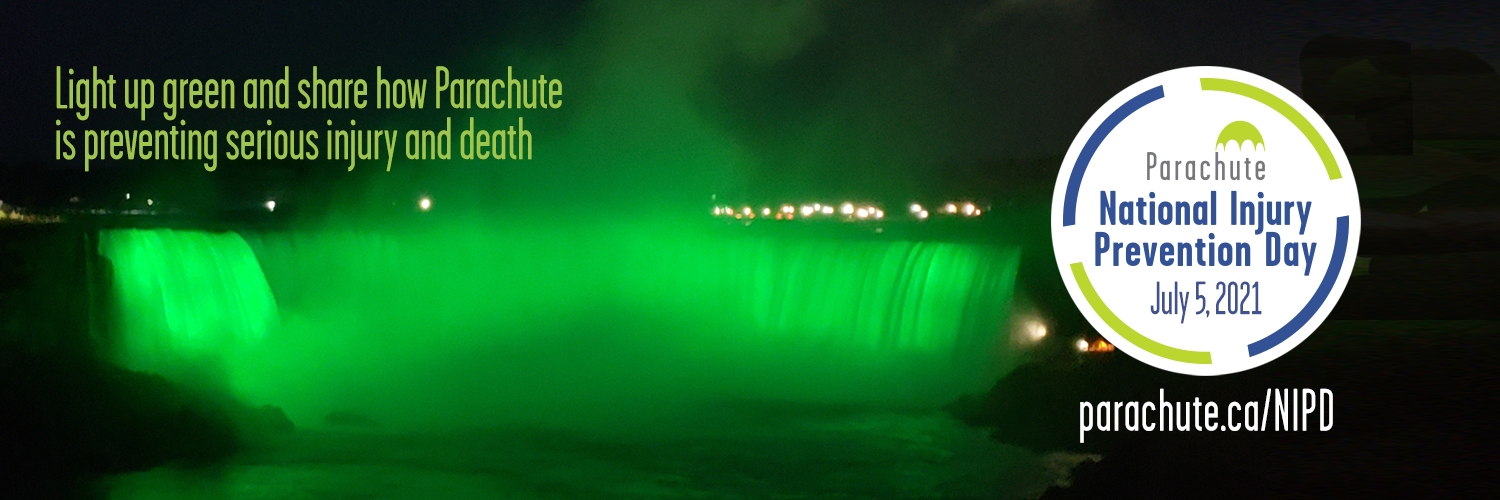 Light up green and share how Parachute
is preventing serious injury and death
Parachute
National Injury
Prevention Day
July 5, 2021
parachute.ca/NIPD